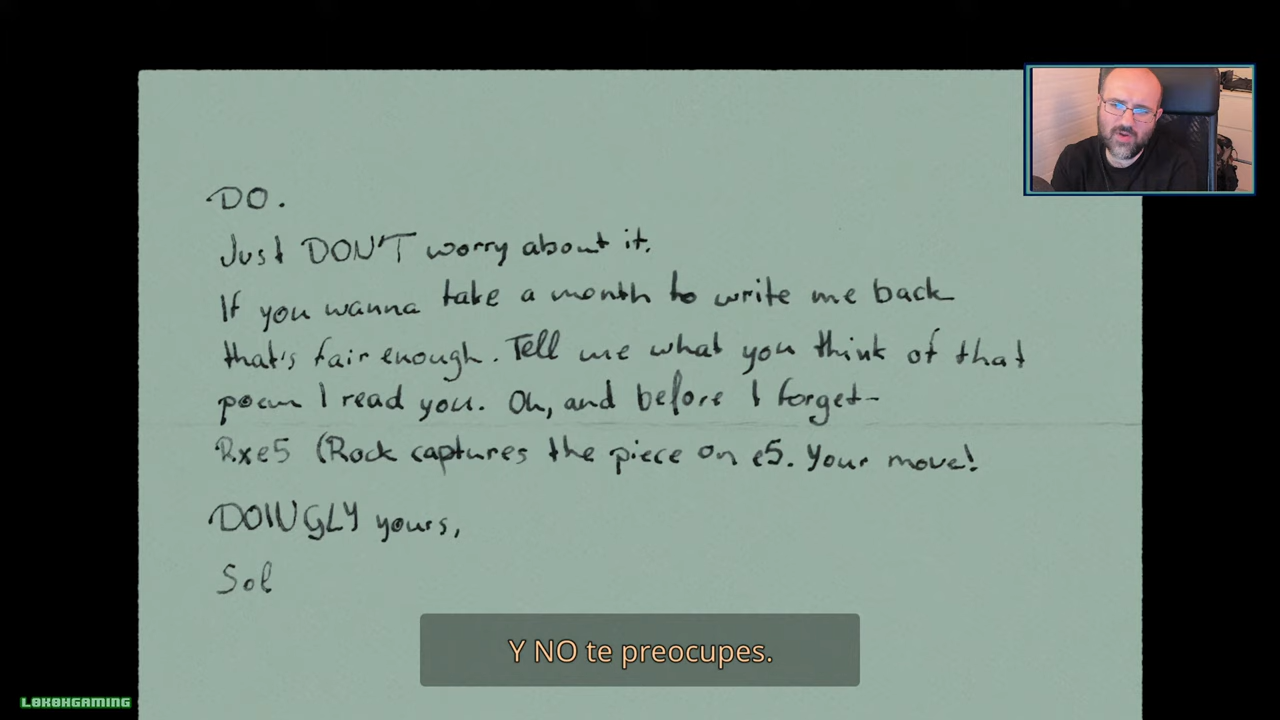 DO.
Just DON'T worry about it.
If you wanna take a month to write me back
that's fair enough. Tell me what you think of that
poem I read you. Oh, and before I forget-
Rxe5 (Rock captures the piece on e5. Your move!
DOINGLY yours,
Sol
Y NO te preocupes.
L0K0XGAMING